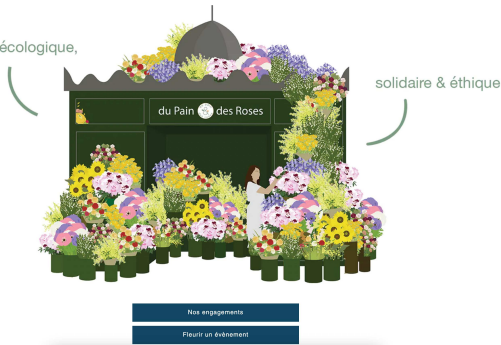 écologique,
solidaire & éthique
du Pain des Roses
Nos engagements
Fleurir un évènement